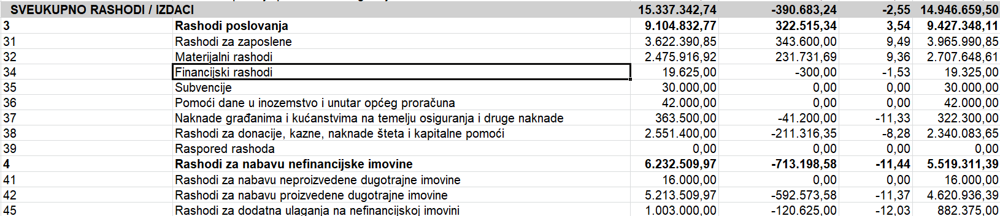 SVEUKUPNO RASHODI / IZDACI 15.337.342,74 -390.683,24 -2,55 14.946.659,50
3 Rashodi poslovanja 9.104.832,77 322.515,34 3,54 9.427.348,11
31 Rashodi za zaposlene 3.622.390,85 343.600,00 9,49 3.965.990,85
32 Materijalni rashodi 2.475.916,92 231.731,69 9,36 2.707.648,61
34 Financijski rashodi 19.625,00 -300,00 -1,53 19.325,00
35 Subvencije 30.000,00 0,00 0,00 30.000,00
36 Pomoći dane u inozemstvo i unutar općeg proračuna 42.000,00 0,00 0,00 42.000,00
37 Naknade građanima i kućanstvima na temelju osiguranja i druge naknade 363.500,00 -41.200,00 -11,33 322.300,00
38 Rashodi za donacije, kazne, naknade šteta i kapitalne pomoći 2.551.400,00 -211.316,35 -8,28 2.340.083,65
39 Raspored rashoda 0,00 0,00 0,00 0,00
4 Rashodi za nabavu nefinancijske imovine 6.232.509,97 -713.198,58 -11,44 5.519.311,39
41 Rashodi za nabavu neproizvedene dugotrajne imovine 16.000,00 0,00 0,00 16.000,00
42 Rashodi za nabavu proizvedene dugotrajne imovine 5.213.509,97 -592.573,58 -11,37 4.620.936,39
45 Rashodi za dodatna ulaganja na nefinancijskoj imovini 1.003.000,00 -120.625,00 -12,03 882.375,00